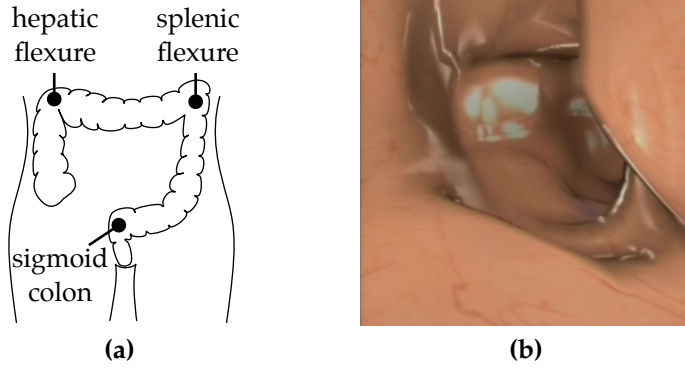 hepatic
flexure
splenic
flexure
sigmoid
colon
(a)
(b)